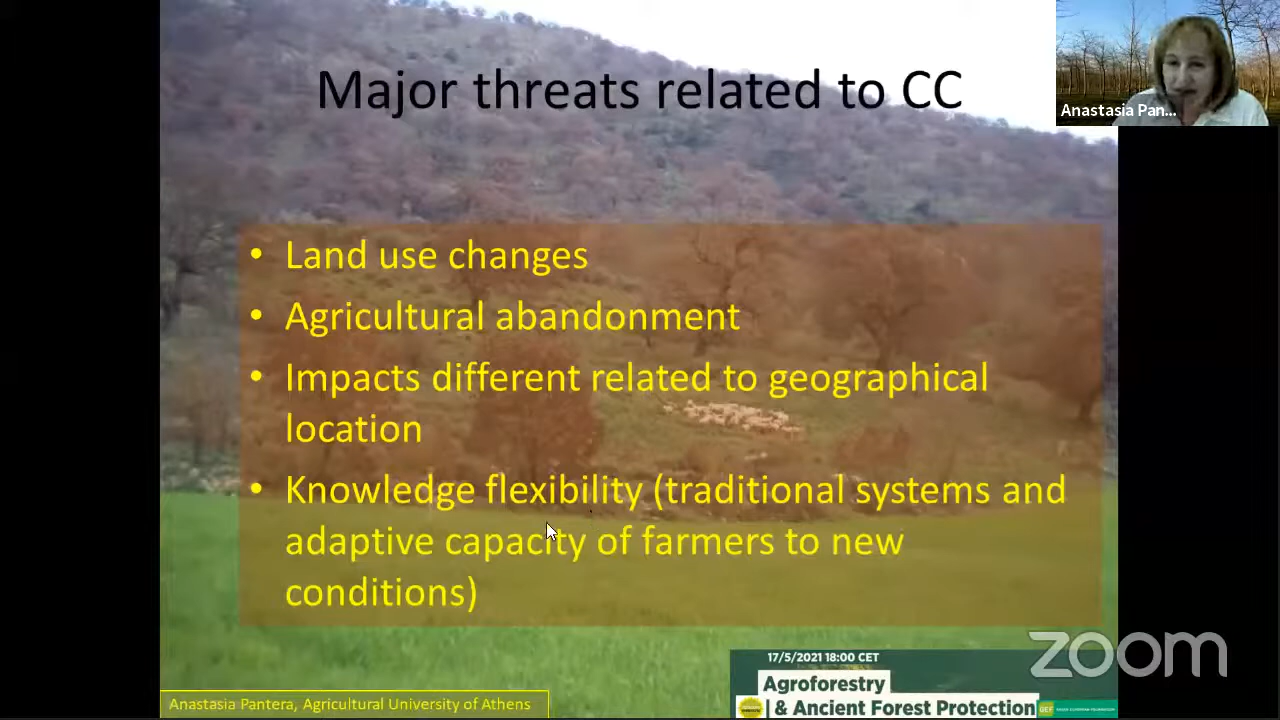 Major threats related to CC
Anastasia Pan...
• Land use changes
• Agricultural abandonment
• Impacts different related to geographical
location
• Knowledge flexibility (traditional systems and
adaptive capacity of farmers to new
conditions)
zoom
17/5/2021 18:00 CET
Agroforestry
& Ancient Forest Protection
GEF
Anastasia Pantera, Agricultural University of Athens